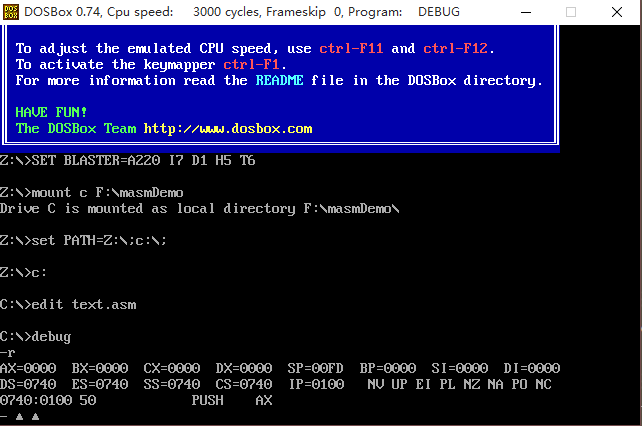 DOSBox 0.74, Cpu speed: 3000 cycles, Frameskip 0, Program: DEBUG
To adjust the emulated CPU speed, use ctrl-F11 and ctrl-F12.
To activate the keymapper ctrl-F1.
For more information read the README file in the DOSBox directory.
HAVE FUN!
The DOSBox Team http://www.dosbox.com
Z:\>SET BLASTER=A220 I7 D1 H5 T6
Z:\>mount c F:\masmDemo
Drive C is mounted as local directory F:\masmDemo\
Z:\>set PATH=Z:\;c:\;
Z:\>c:
C:\>edit text.asm
C:\>debug
-r
AX=0000 BX=0000 CX=0000 DX=0000 SP=00FD BP=0000 SI=0000 DI=0000
DS=0740 ES=0740 SS=0740 CS=0740 IP=0100 NV UP EI PL NZ NA PO NC
0740:0100 50 PUSH AX
- ▲ ▲